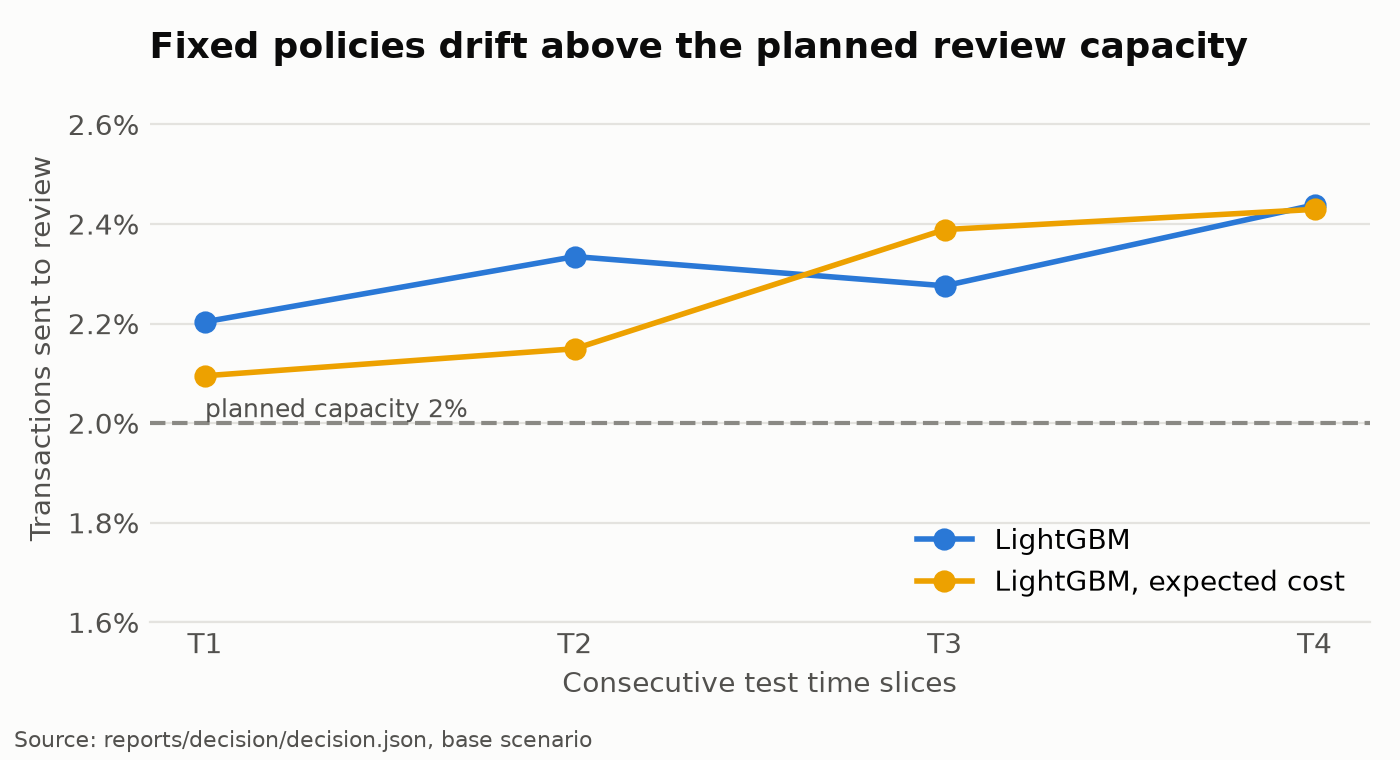 Fixed policies drift above the planned review capacity
Transactions sent to review
2.6%
2.4%
2.2%
2.0%
1.8%
1.6%
planned capacity 2%
LightGBM
LightGBM, expected cost
T1 T2 T3 T4
Consecutive test time slices
Source: reports/decision/decision.json, base scenario